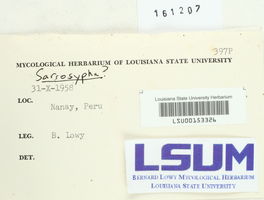 161207
397P
MYCOLOGICAL HERBARIUM OF LOUISIANA STATE UNIVERSITY
Sarcosypha?
31-X-1958
LOC. Nanay, Peru
Louisiana State University Herbarium
LSU00153326
LEG. B. Lowy
DET.
LSUM
BERNARD LOWY MYCOLOGICAL HERBARIUM
LOUISIANA STATE UNIVERSITY